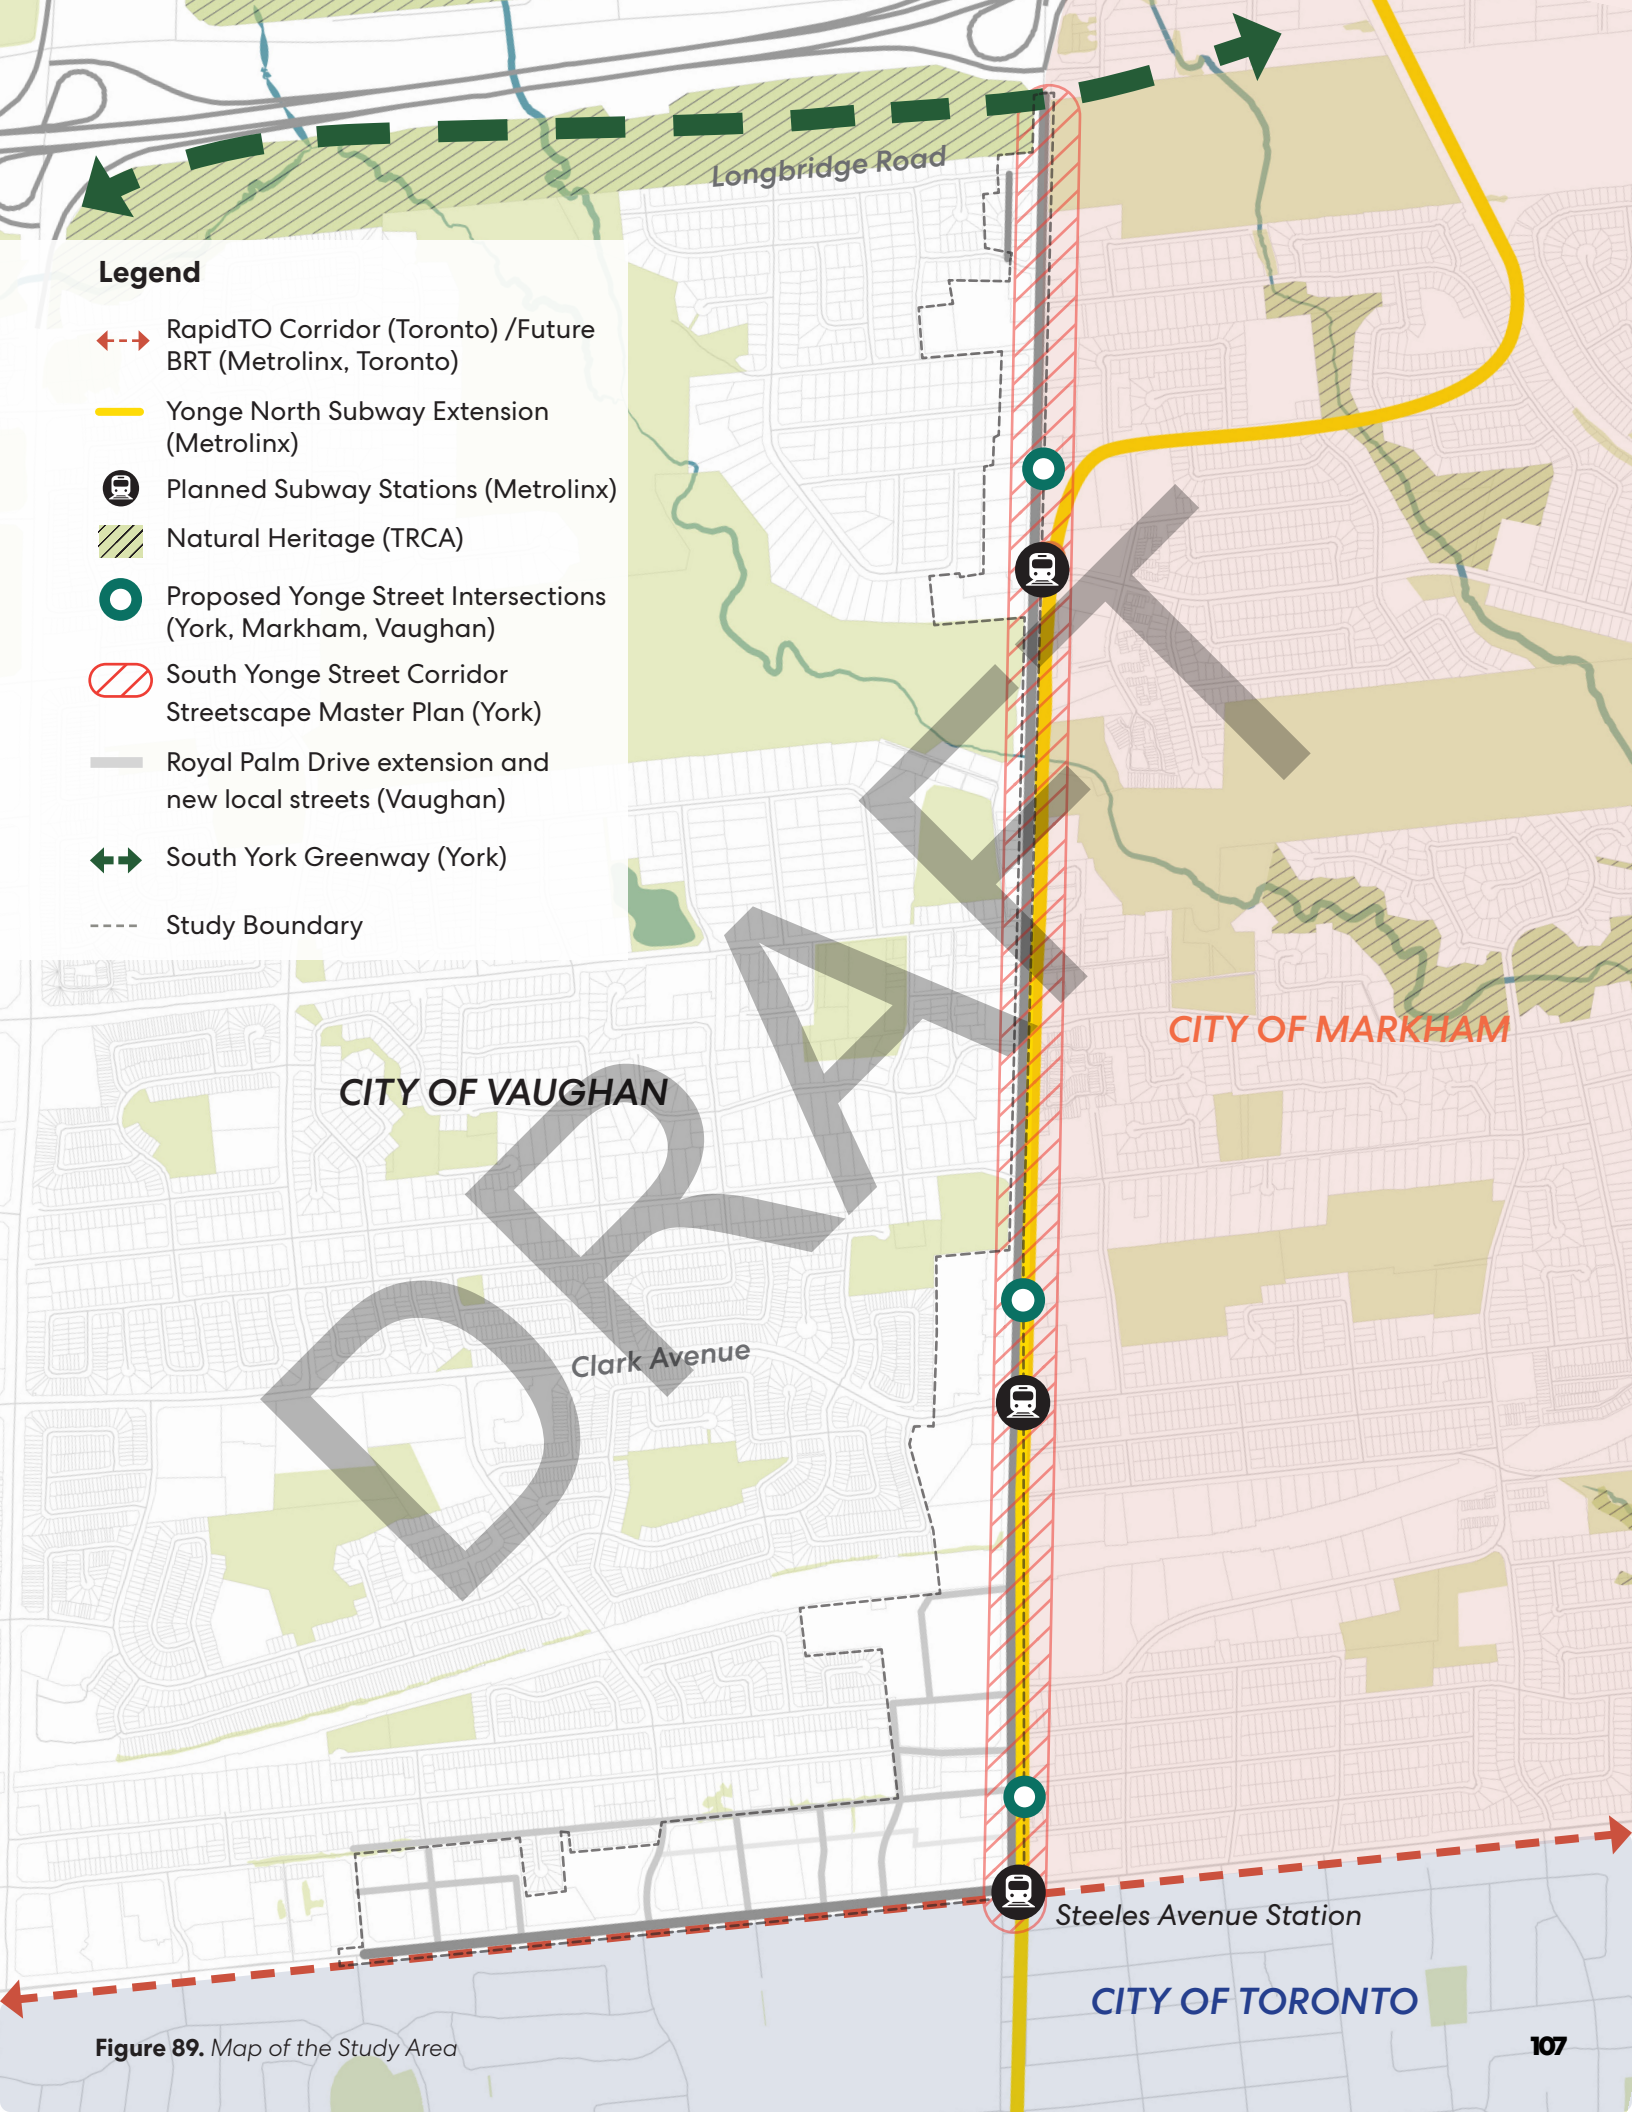 Longbridge Road
Legend
RapidTO Corridor (Toronto) /Future
BRT (Metrolinx, Toronto)
Yonge North Subway Extension
(Metrolinx)
Planned Subway Stations (Metrolinx)
Natural Heritage (TRCA)
Proposed Yonge Street Intersections
(York, Markham, Vaughan)
South Yonge Street Corridor
Streetscape Master Plan (York)
Royal Palm Drive extension and
new local streets (Vaughan)
South York Greenway (York)
Study Boundary
CITY OF MARKHAM
CITY OF VAUGHAN
DRAFT
Clark Avenue
Steeles Avenue Station
CITY OF TORONTO
Figure 89. Map of the Study Area
107